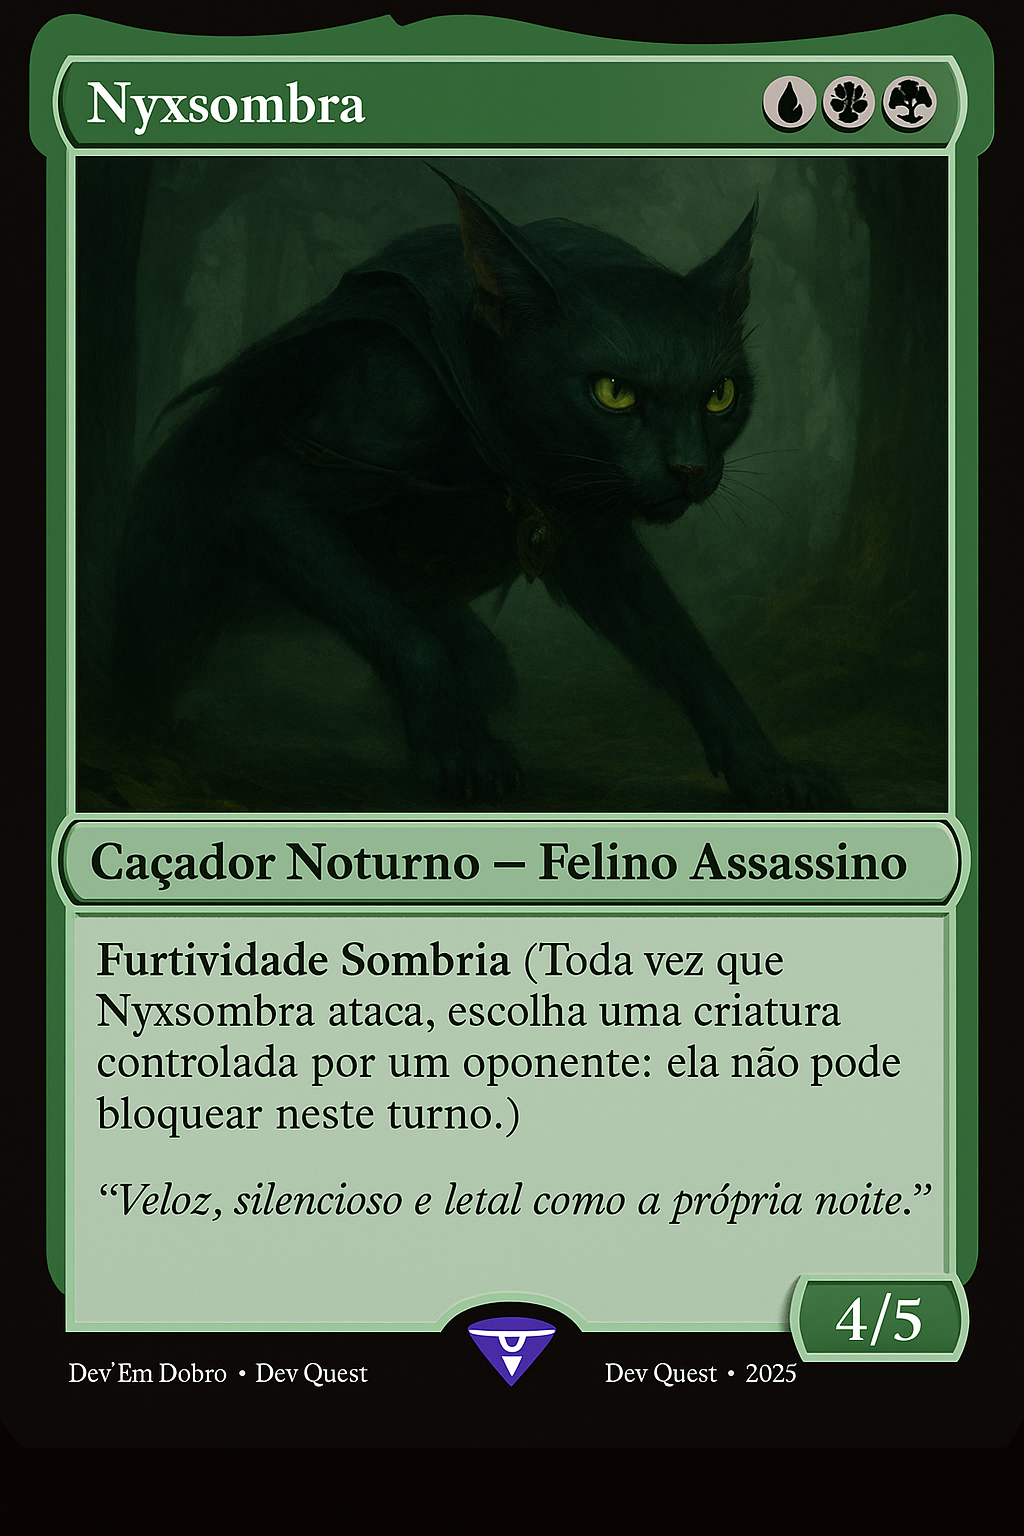 Nyxsombra
Caçador Noturno – Felino Assassino
Furtividade Sombria (Toda vez que
Nyxsombra ataca, escolha uma criatura
controlada por um oponente: ela não pode
bloquear neste turno.)
“Veloz, silencioso e letal como a própria noite.”
4/5
Dev’Em Dobro • Dev Quest
Dev Quest • 2025